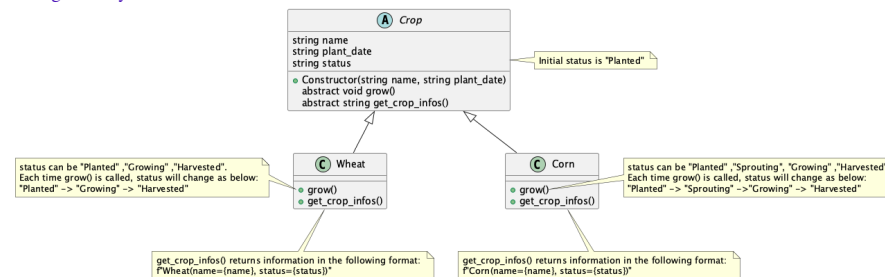 A Crop
string name
string plant_date
string status
Constructor(string name, string plant_date)
abstract void grow()
abstract string get_crop_infos()
Initial status is "Planted"
C Wheat
grow()
get_crop_infos()
C Corn
grow()
get_crop_infos()
status can be "Planted" ,"Growing" ,"Harvested".
Each time grow() is called, status will change as below:
"Planted" -> "Growing" -> "Harvested"
status can be "Planted" ,"Sprouting", "Growing" ,"Harvested"
Each time grow() is called, status will change as below:
"Planted" -> "Sprouting" ->"Growing" -> "Harvested"
get_crop_infos() returns information in the following format:
f"Wheat(name={name}, status={status})"
get_crop_infos() returns information in the following format:
f"Corn(name={name}, status={status})"